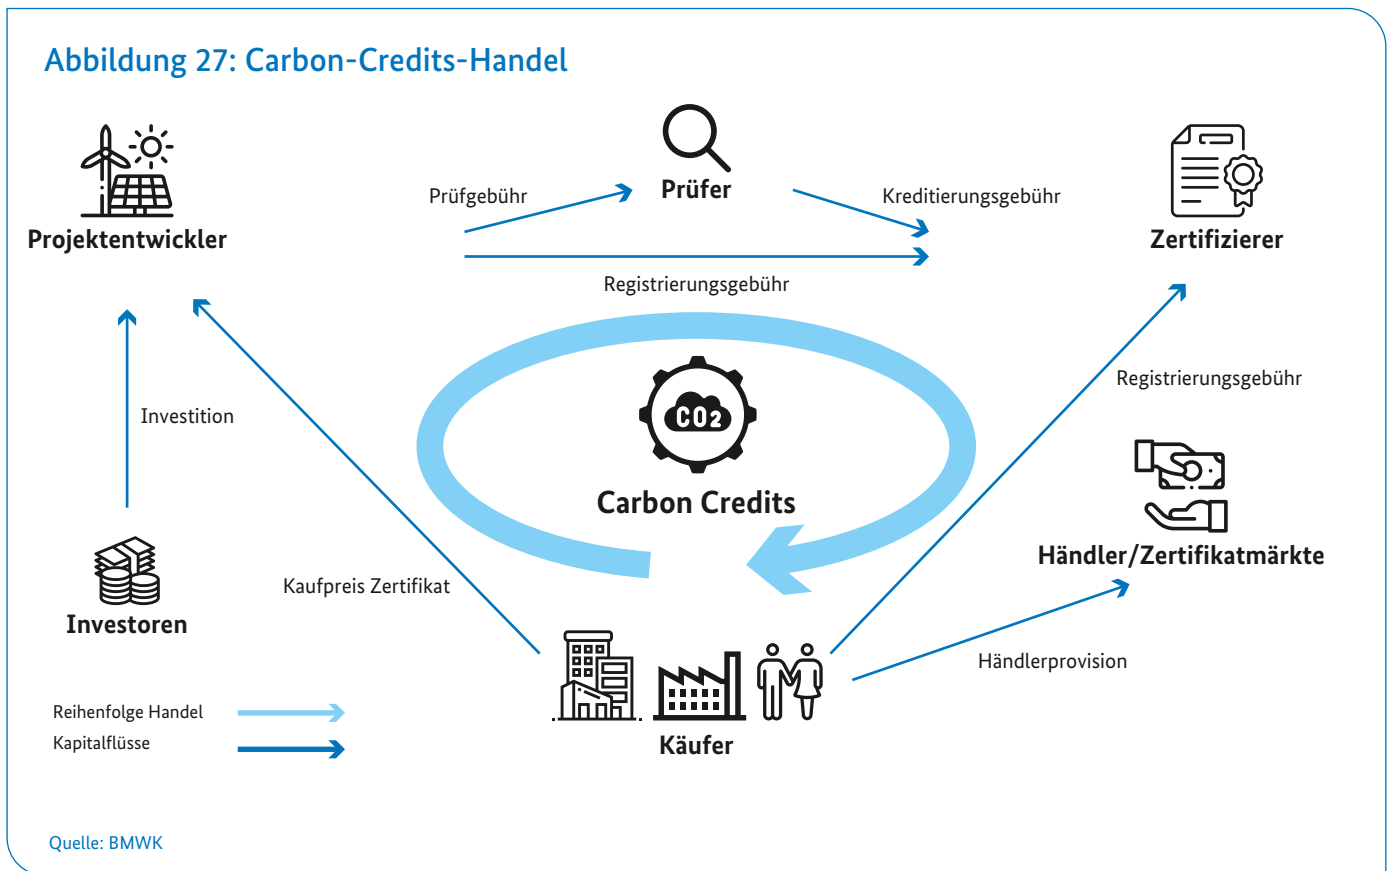 Abbildung 27: Carbon-Credits-Handel
Prüfgebühr
Prüfer
Kreditierungsgebühr
Projektentwickler
Zertifizierer
Registrierungsgebühr
Registrierungsgebühr
Investition
CO2
Carbon Credits
Händler/Zertifikatmärkte
Kaufpreis Zertifikat
Investoren
Händlerprovision
Käufer
Reihenfolge Handel
Kapitalflüsse
Quelle: BMWK